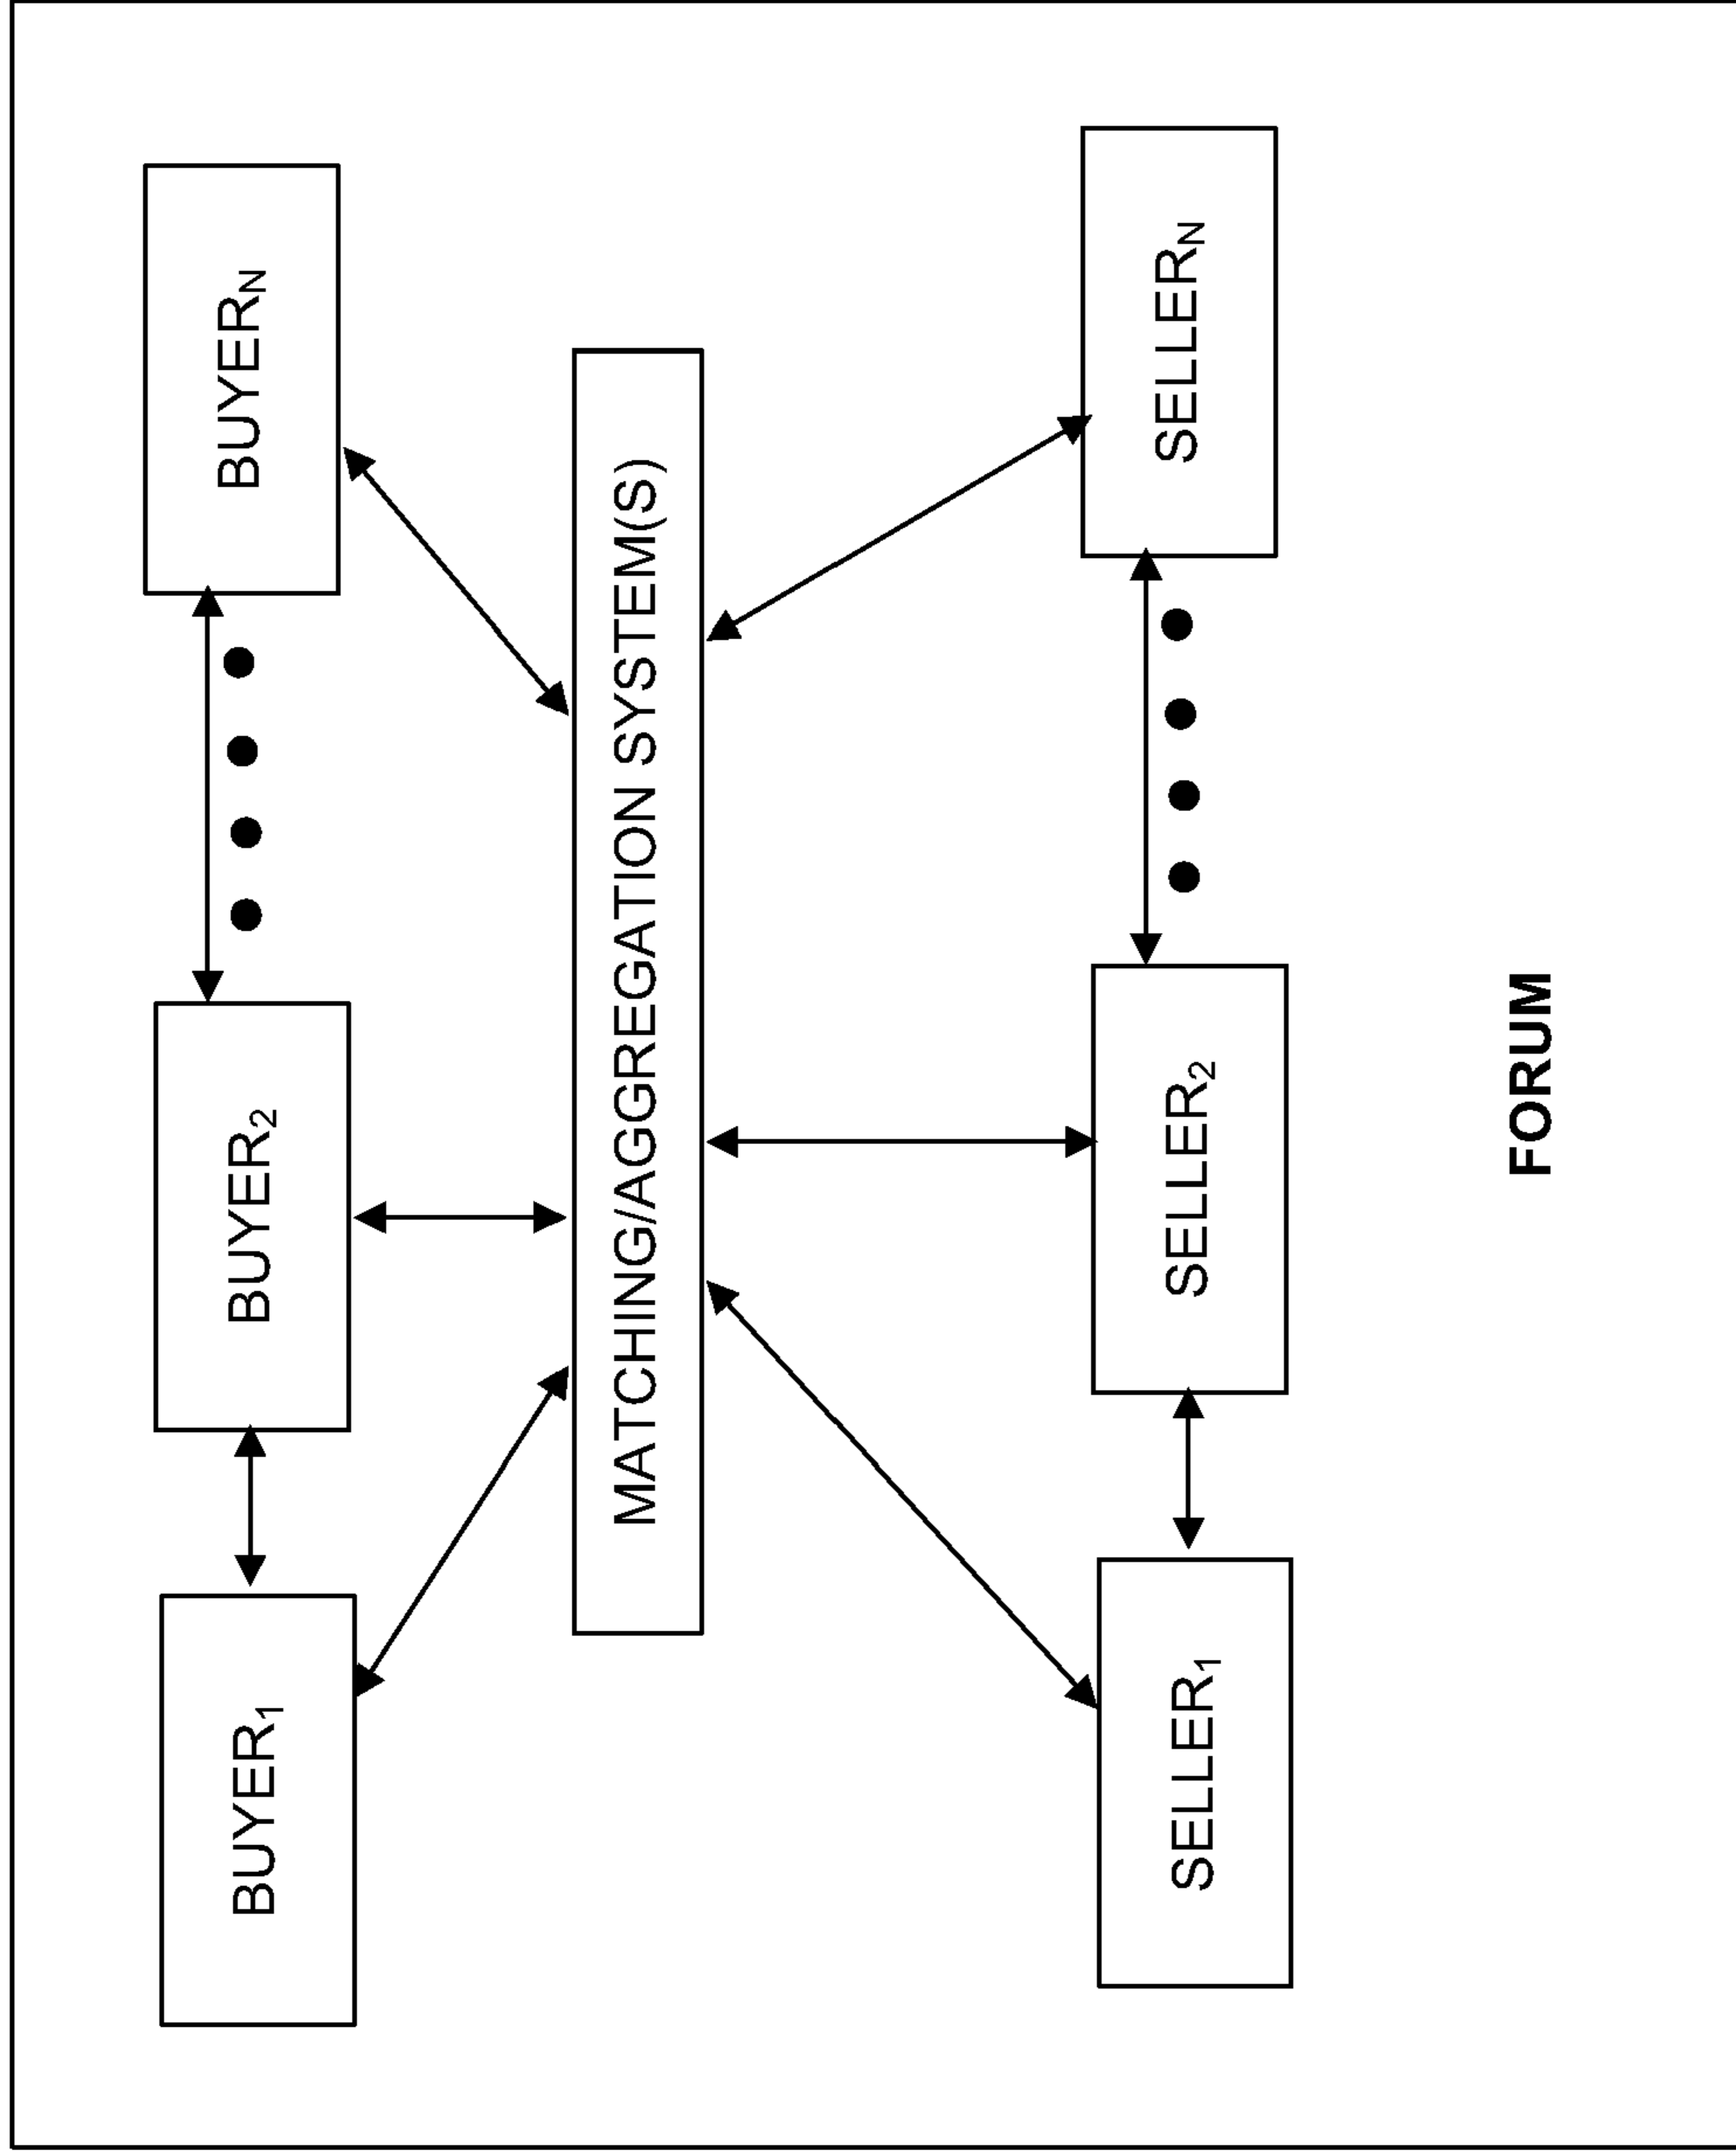 BUYER₁
BUYER₂
BUYERN
MATCHING/AGGREGATION SYSTEM(S)
SELLER₁
SELLER₂
SELLERN
FORUM